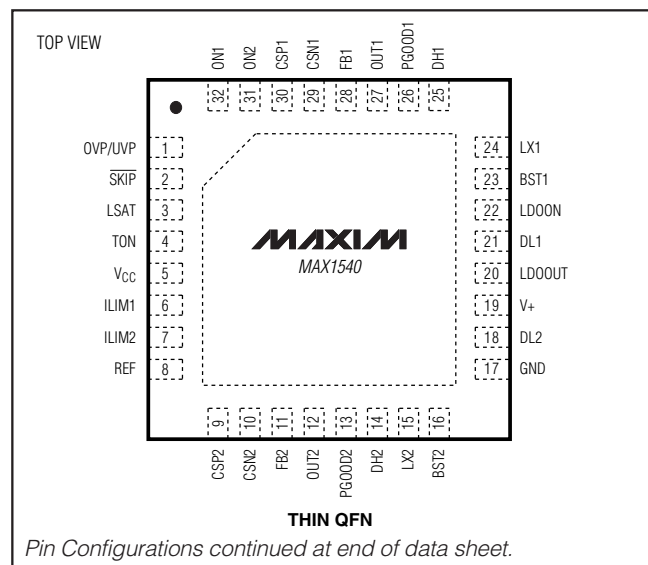 TOP VIEW
ON1
ON2
CSP1
CSN1
FB1
OUT1
PGOOD1
DH1
32
31
30
29
28
27
26
25
OVP/UVP 1
SKIP 2
LSAT 3
TON 4
VCC 5
ILIM1 6
ILIM2 7
REF 8
24 LX1
23 BST1
22 LDOON
21 DL1
20 LDOOUT
19 V+
18 DL2
17 GND
MAXIM
MAX1540
9
10
11
12
13
14
15
16
CSP2
CSN2
FB2
OUT2
PGOOD2
DH2
LX2
BST2
THIN QFN
Pin Configurations continued at end of data sheet.